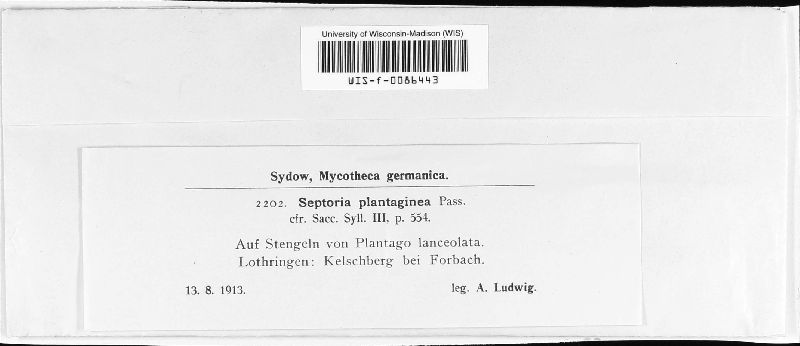 University of Wisconsin-Madison (WIS)
WIS-f-0086443
Sydow, Mycotheca germanica.
2202. Septoria plantaginea Pass.
cfr. Sacc. Syll. III, p. 554.
Auf Stengeln von Plantago lanceolata.
Lothringen: Kelschberg bei Forbach.
13. 8. 1913. leg. A. Ludwig.